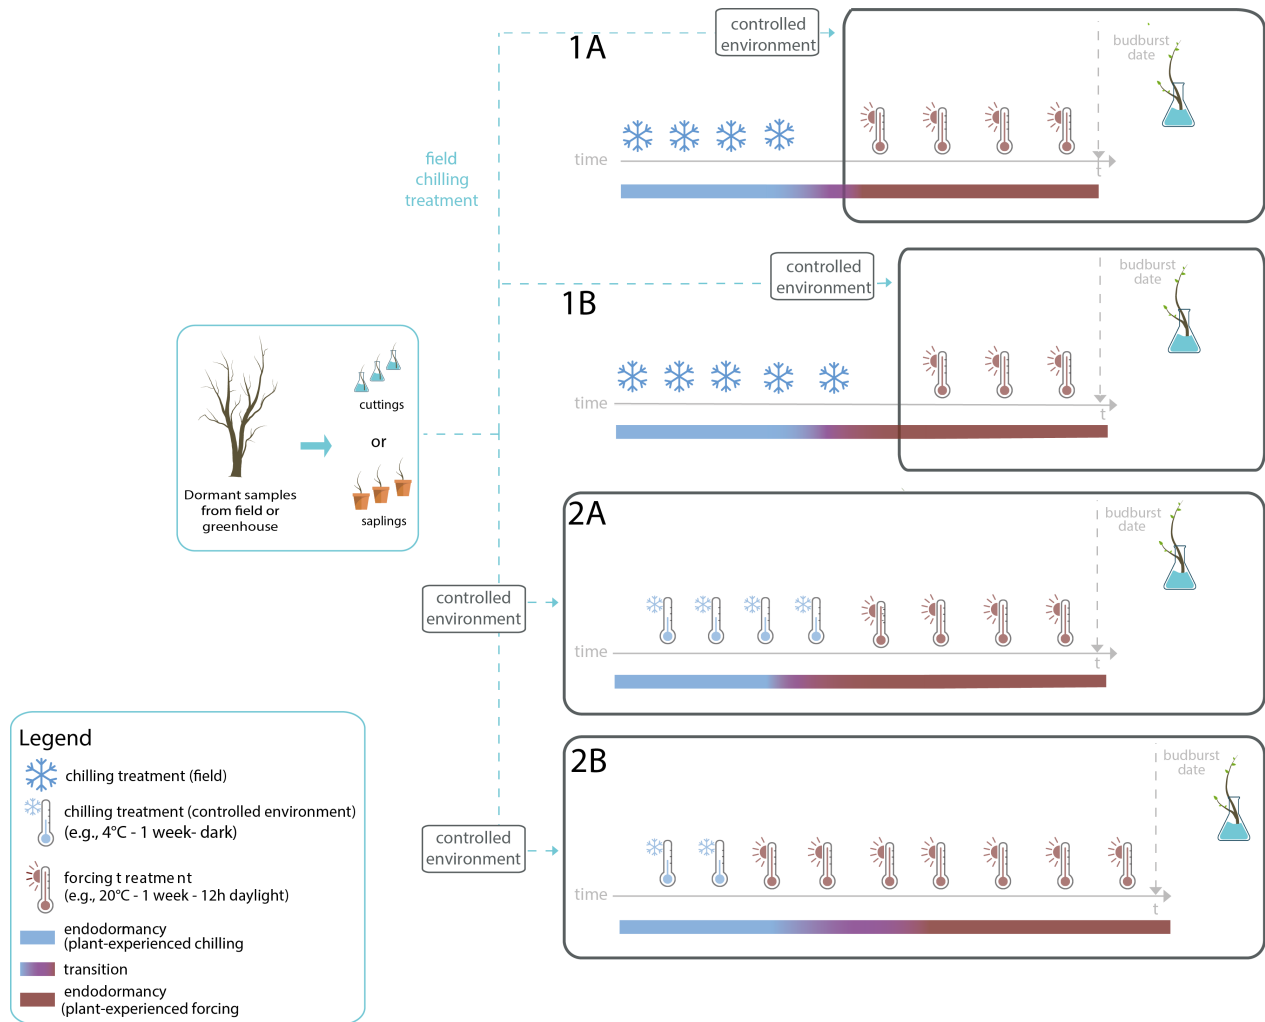 1A
controlled
environment
budburst
date
field
chilling
treatment
time
t
1B
controlled
environment
budburst
date
time
t
cuttings
or
saplings
Dormant samples
from field or
greenhouse
2A
budburst
date
controlled
environment
time
t
2B
budburst
date
controlled
environment
time
t
Legend
chilling treatment (field)
chilling treatment (controlled environment)
(e.g., 4°C - 1 week- dark)
forcing t reatme nt
(e.g., 20°C - 1 week - 12h daylight)
endodormancy
(plant-experienced chilling
transition
endodormancy
(plant-experienced forcing